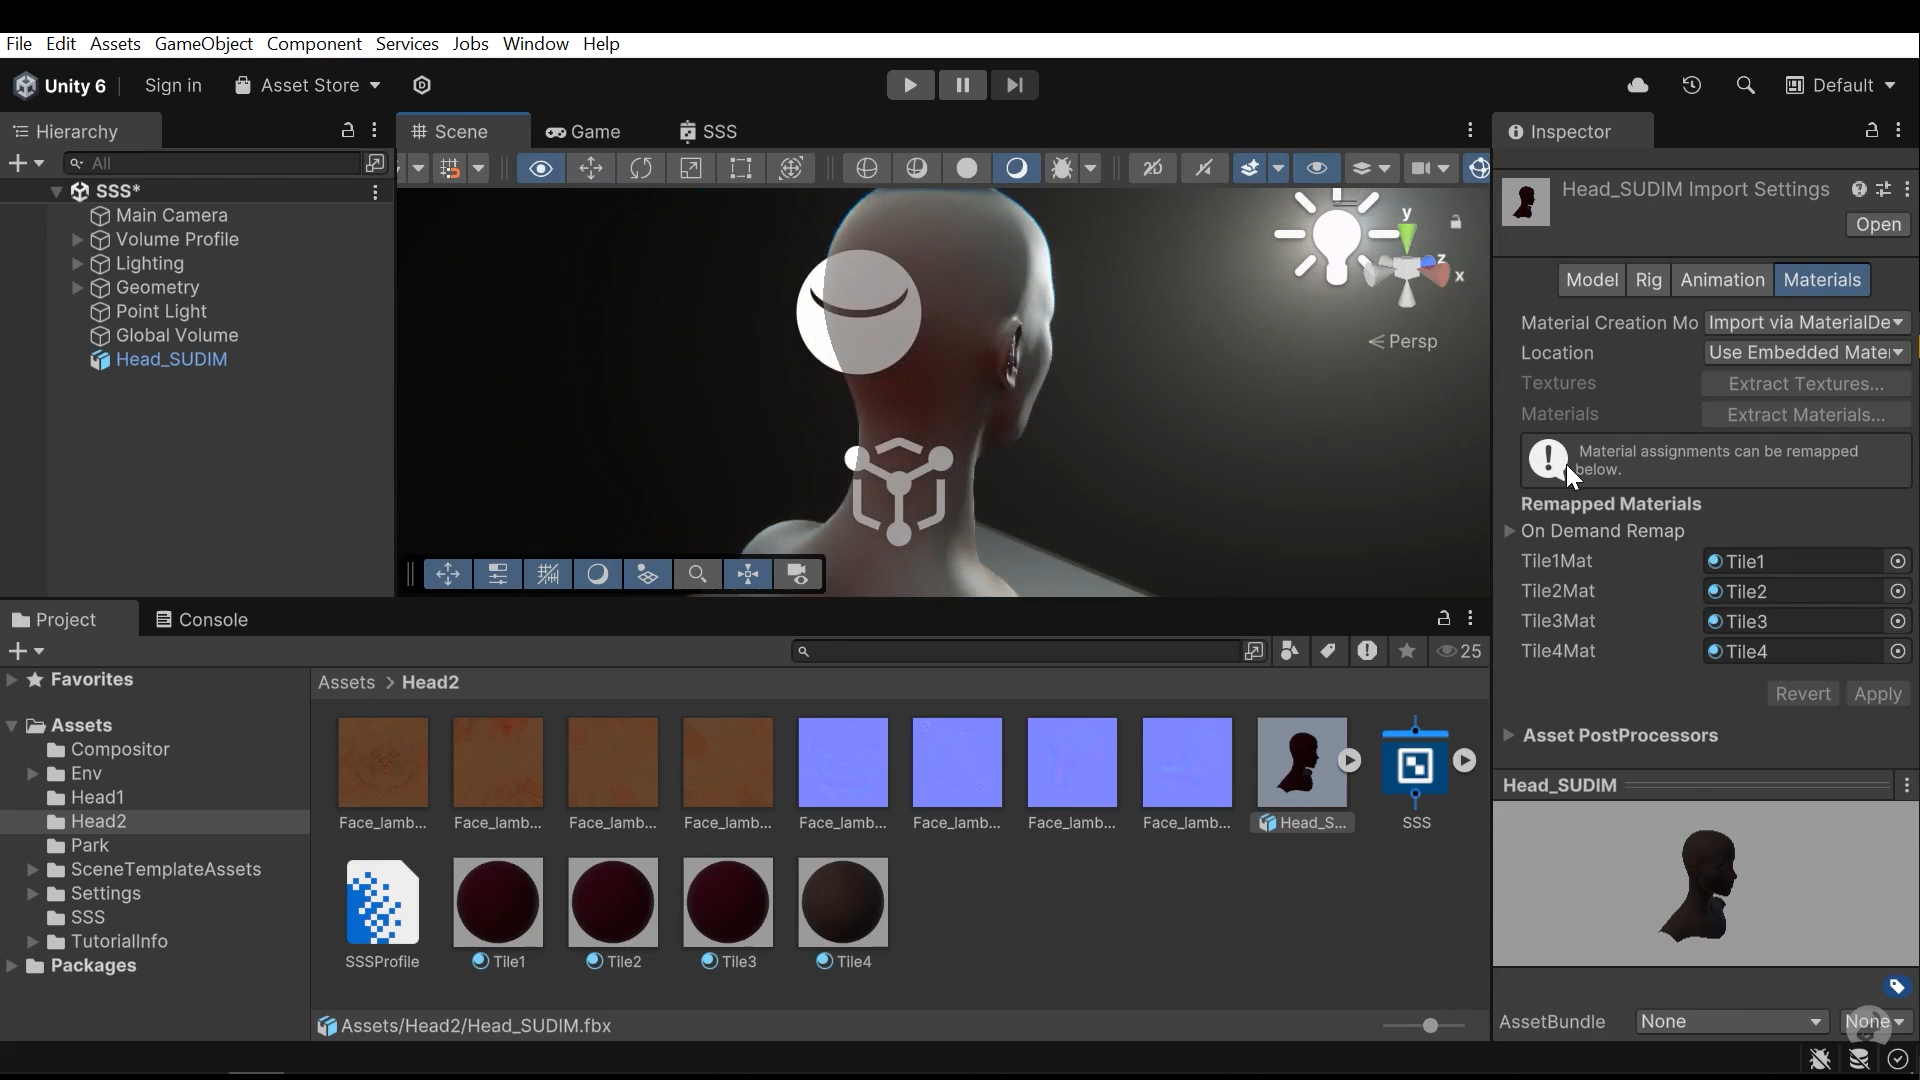 File Edit Assets GameObject Component Services Jobs Window Help
Unity 6 Sign in Asset Store Default
Hierarchy Scene Game SSS Inspector
All 2D
SSS*
Main Camera
Volume Profile
Lighting
Geometry
Point Light
Global Volume
Head_SUDIM
y
z
x
Persp
Head_SUDIM Import Settings
Open
Model Rig Animation Materials
Material Creation Mo Import via MaterialDe
Location Use Embedded Mater
Textures Extract Textures...
Materials Extract Materials...
Material assignments can be remapped
below.
Remapped Materials
On Demand Remap
Tile1Mat Tile1
Tile2Mat Tile2
Tile3Mat Tile3
Tile4Mat Tile4
Revert Apply
Asset PostProcessors
Head_SUDIM
AssetBundle None None
Project Console
25
Favorites
Assets
Compositor
Env
Head1
Head2
Park
SceneTemplateAssets
Settings
SSS
TutorialInfo
Packages
Assets > Head2
Face_lamb... Face_lamb... Face_lamb... Face_lamb... Face_lamb... Face_lamb... Face_lamb... Face_lamb... Head_S... SSS
SSSProfile Tile1 Tile2 Tile3 Tile4
Assets/Head2/Head_SUDIM.fbx